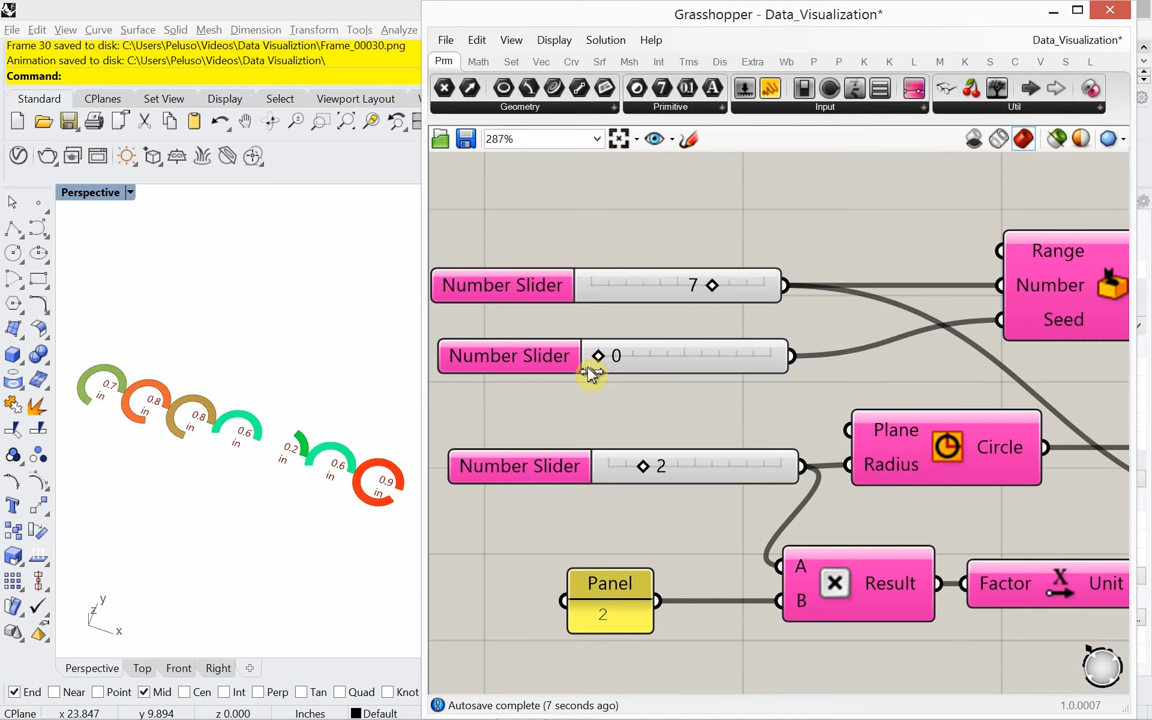 Grasshopper - Data_Visualization*
File Edit View Curve Surface Solid Mesh Dimension Transform Tools Analyze
Frame 30 saved to disk: C:\Users\Peluso\Videos\Data Visualiztion\Frame_00030.png
Animation saved to disk: C:\Users\Peluso\Videos\Data Visualiztion\
Command:
Standard CPlanes Set View Display Select Viewport Layout
Perspective
0.7
in
0.8
in
0.8
in
0.6
in
0.2
in
0.6
in
0.9
in
y
z
x
Perspective Top Front Right
End Near Point Mid Cen Int Perp Tan Quad Knot
CPlane x 23.847 y 9.894 z 0.000 Inches Default
File Edit View Display Solution Help Data_Visualization*
Prm Math Set Vec Crv Srf Msh Int Trns Dis Extra Wb P P K K L M K S C V S L
Geometry Primitive Input Util
287%
Number Slider 7
Number Slider 0
Number Slider 2
Range
Number
Seed
Plane
Radius
Circle
Panel
2
A
B
Result
Factor
Unit
X
Autosave complete (7 seconds ago) 1.0.0007